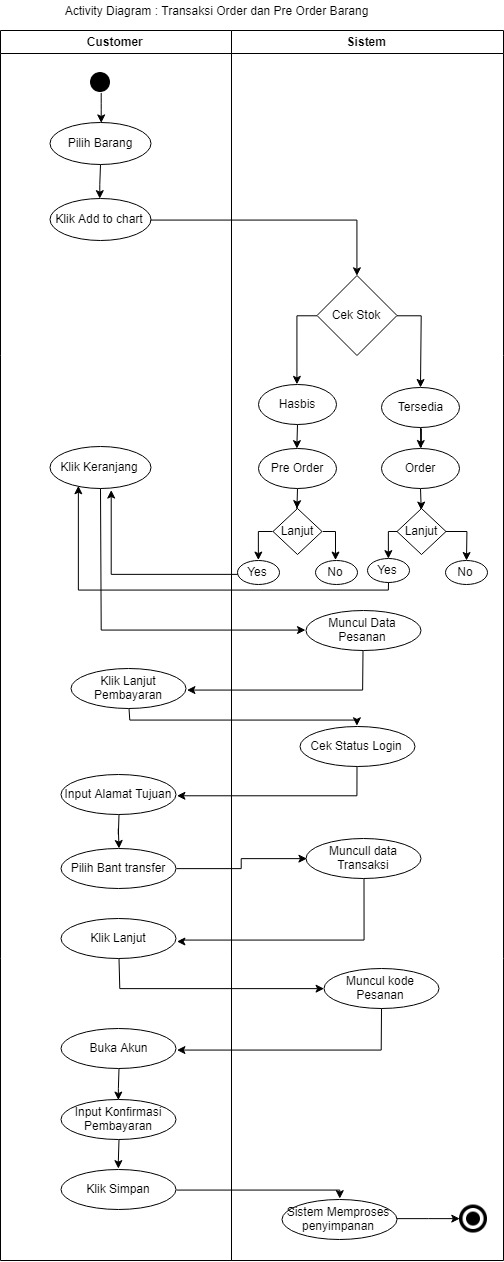 Activity Diagram : Transaksi Order dan Pre Order Barang
Customer
Sistem
Pilih Barang
Klik Add to chart
Cek Stok
Hasbis
Tersedia
Klik Keranjang
Pre Order
Order
Lanjut
Lanjut
Yes
No
Yes
No
Muncul Data
Pesanan
Klik Lanjut
Pembayaran
Cek Status Login
Input Alamat Tujuan
Pilih Bant transfer
Muncull data
Transaksi
Klik Lanjut
Muncul kode
Pesanan
Buka Akun
Input Konfirmasi
Pembayaran
Klik Simpan
Sistem Memproses
penyimpanan